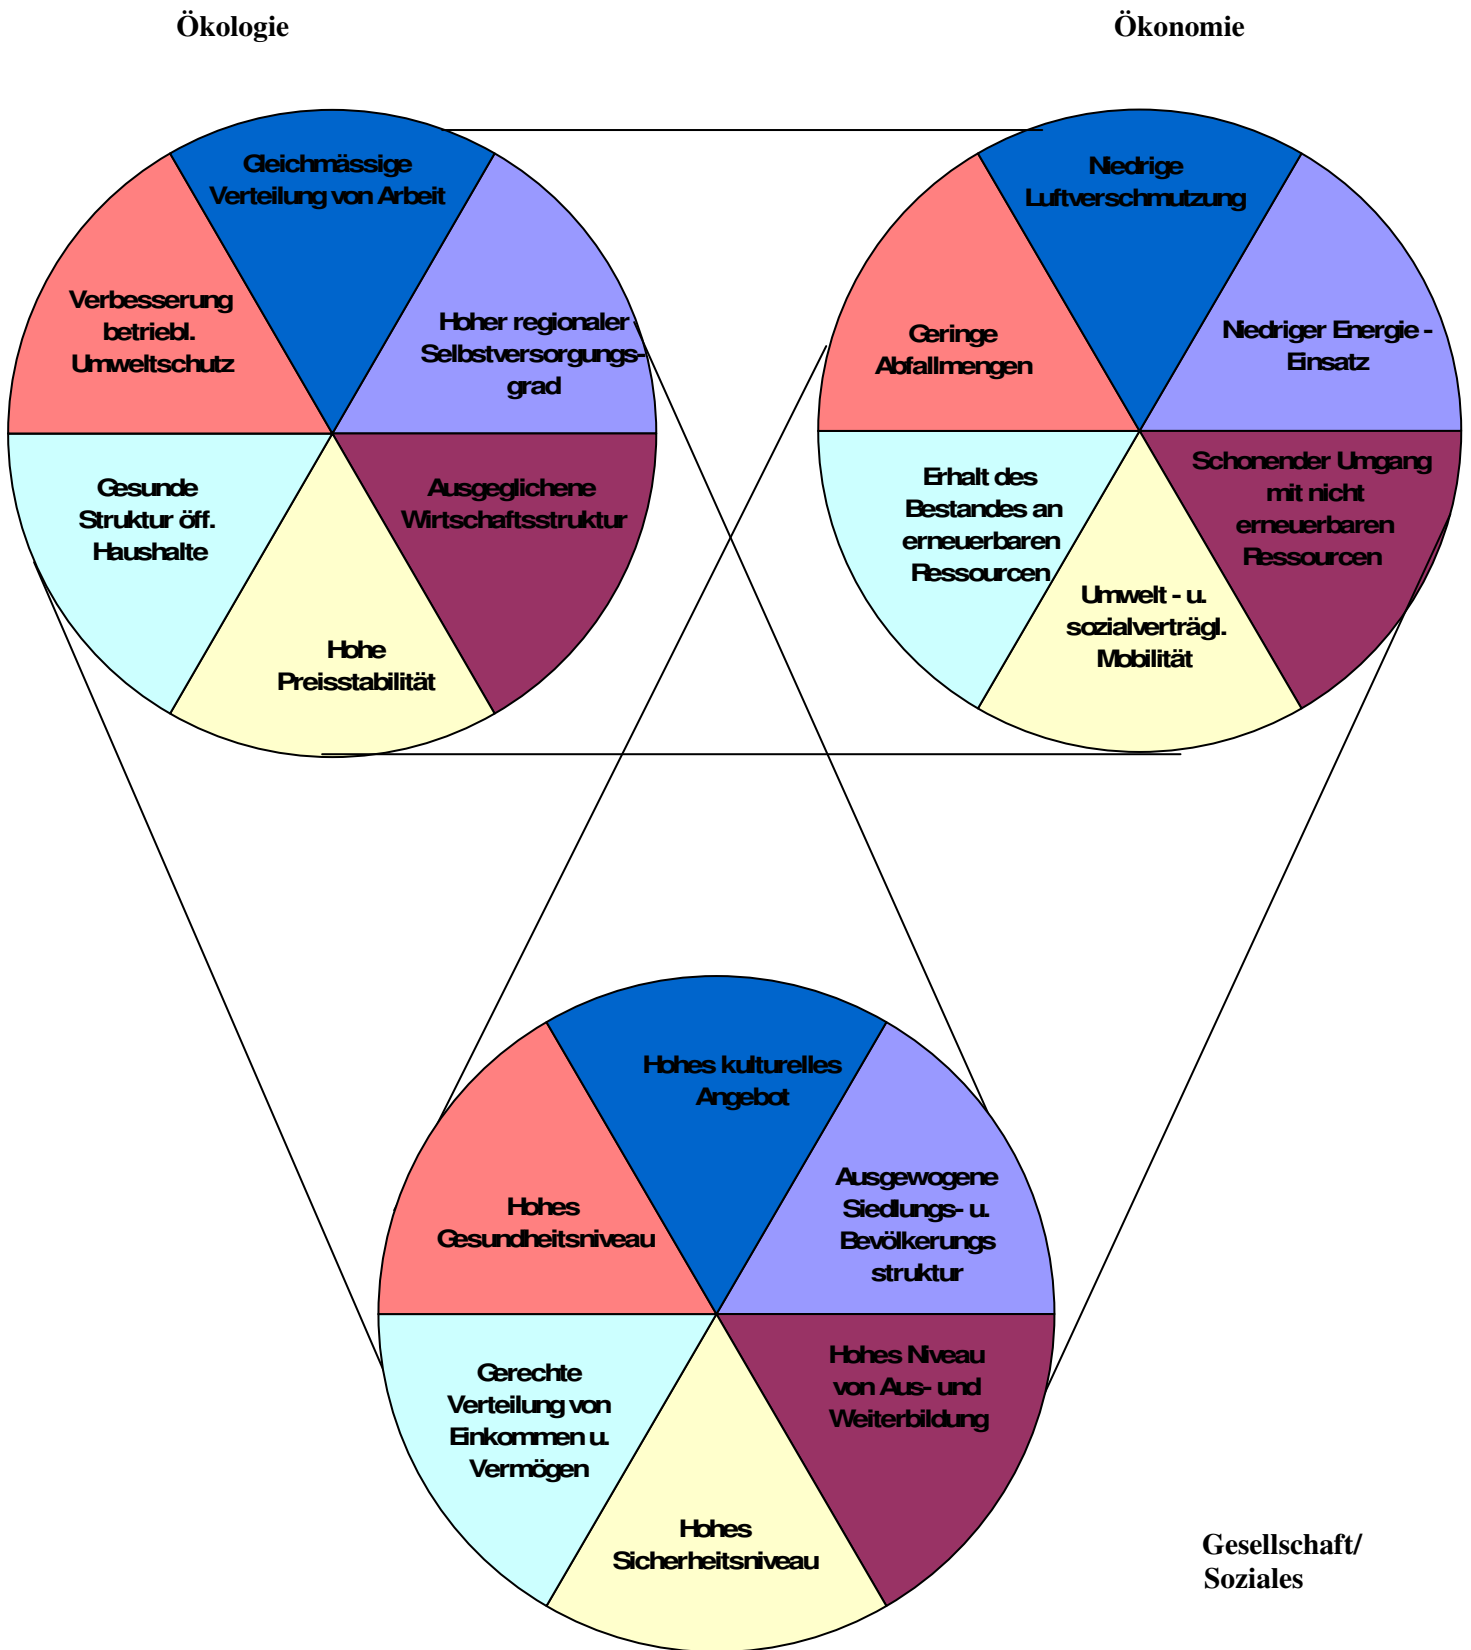 Ökologie
Ökonomie
Gleichmässige
Verteilung von Arbeit
Hoher regionaler
Selbstversorgungs-
grad
Ausgeglichene
Wirtschaftsstruktur
Hohe
Preisstabilität
Gesunde
Struktur öff.
Haushalte
Verbesserung
betriebl.
Umweltschutz
Niedrige
Luftverschmutzung
Niedriger Energie -
Einsatz
Schonender Umgang
mit nicht
erneuerbaren
Ressourcen
Umwelt - u.
sozialverträgl.
Mobilität
Erhalt des
Bestandes an
erneuerbaren
Ressourcen
Geringe
Abfallmengen
Hohes kulturelles
Angebot
Ausgewogene
Siedlungs- u.
Bevölkerungs
struktur
Hohes Niveau
von Aus- und
Weiterbildung
Hohes
Sicherheitsniveau
Gerechte
Verteilung von
Einkommen u.
Vermögen
Hohes
Gesundheitsniveau
Gesellschaft/
Soziales